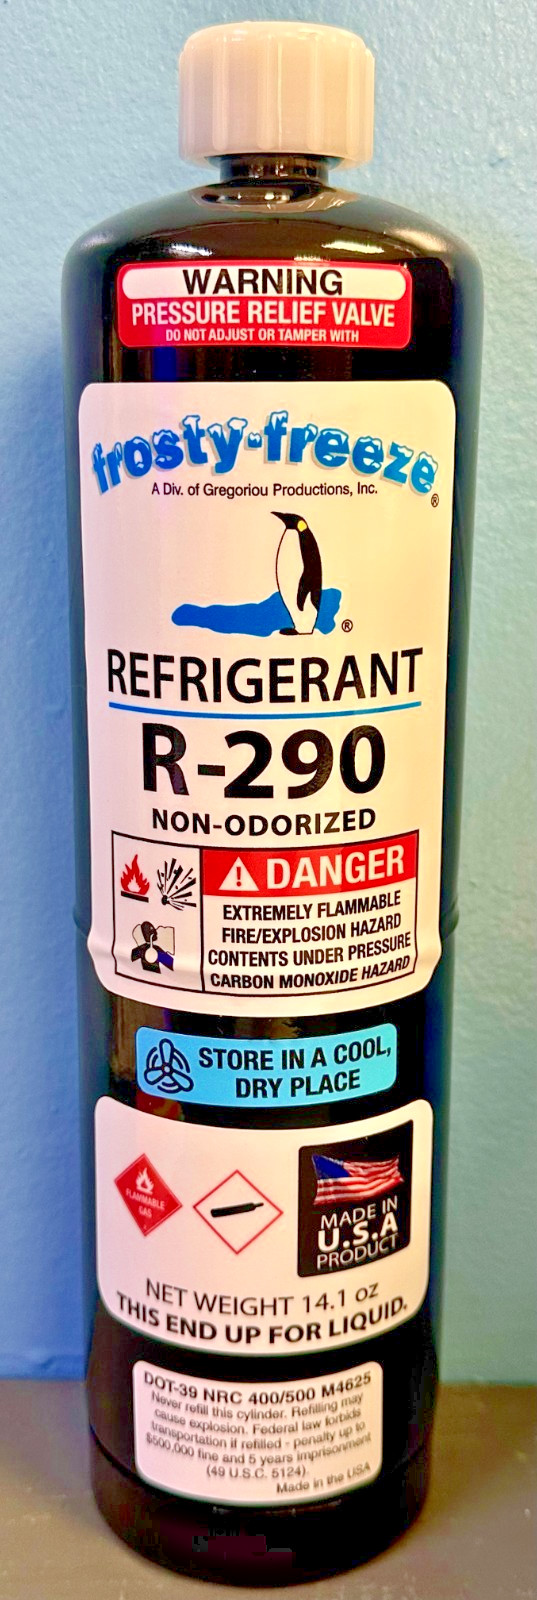 WARNING
PRESSURE RELIEF VALVE
DO NOT ADJUST OR TAMPER WITH
frosty-freeze®
A Div. of Gregoriou Productions, Inc.
®
REFRIGERANT
R-290
NON-ODORIZED
DANGER
EXTREMELY FLAMMABLE
FIRE/EXPLOSION HAZARD
CONTENTS UNDER PRESSURE
CARBON MONOXIDE HAZARD
STORE IN A COOL,
DRY PLACE
FLAMMABLE
GAS
MADE IN
U.S.A
PRODUCT
NET WEIGHT 14.1 oz
THIS END UP FOR LIQUID.
DOT-39 NRC 400/500 M4625
Never refill this cylinder. Refilling may
cause explosion. Federal law forbids
transportation if refilled - penalty up to
$500,000 fine and 5 years imprisonment
(49 U.S.C. 5124).
Made in the USA